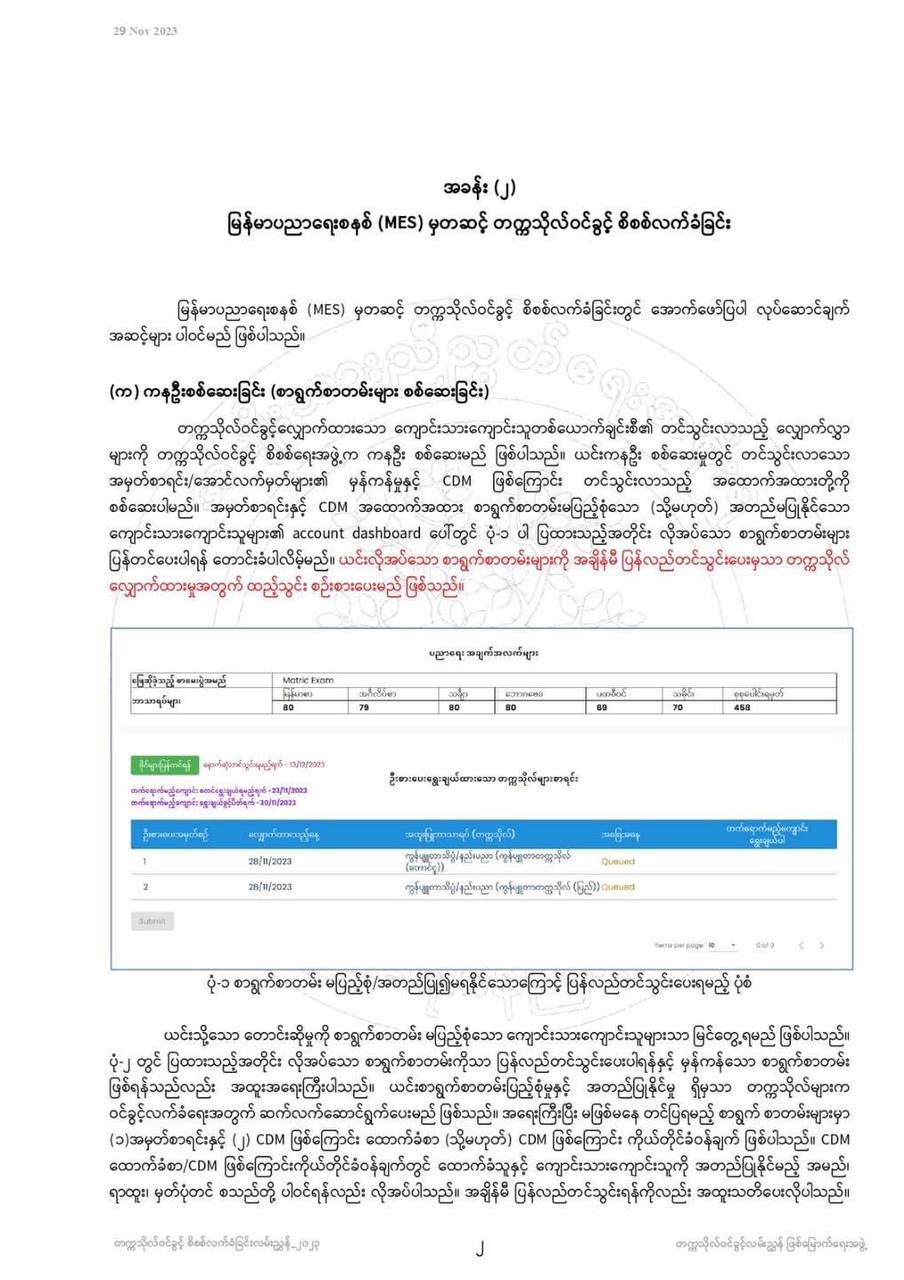 29 Nov 2023
အခန်း (၂)
မြန်မာပညာရေးစနစ် (MES) မှတဆင့် တက္ကသိုလ်ဝင်ခွင့် စိစစ်လက်ခံခြင်း
မြန်မာပညာရေးစနစ် (MES) မှတဆင့် တက္ကသိုလ်ဝင်ခွင့် စိစစ်လက်ခံခြင်းတွင် အောက်ဖော်ပြပါ လုပ်ဆောင်ချက်
အဆင့်များ ပါဝင်မည် ဖြစ်ပါသည်။
(က) ကနဦးစစ်ဆေးခြင်း (စာရွက်စာတမ်းများ စစ်ဆေးခြင်း)
တက္ကသိုလ်ဝင်ခွင့်လျှောက်ထားသော ကျောင်းသားကျောင်းသူတစ်ယောက်ချင်းစီ၏ တင်သွင်းလာသည့် လျှောက်လွှာ
များကို တက္ကသိုလ်ဝင်ခွင့် စိစစ်ရေးအဖွဲ့က ကနဦး စစ်ဆေးမည် ဖြစ်ပါသည်။ ယင်းကနဦး စစ်ဆေးမှုတွင် တင်သွင်းလာသော
အမှတ်စာရင်း/အောင်လက်မှတ်များ၏ မှန်ကန်မှုနှင့် CDM ဖြစ်ကြောင်း တင်သွင်းလာသည့် အထောက်အထားတို့ကို
စစ်ဆေးပါမည်။ အမှတ်စာရင်းနှင့် CDM အထောက်အထား စာရွက်စာတမ်းမပြည့်စုံသော (သို့မဟုတ်) အတည်မပြုနိုင်သော
ကျောင်းသားကျောင်းသူများ၏ account dashboard ပေါ်တွင် ပုံ-၁ ပါ ပြထားသည့်အတိုင်း လိုအပ်သော စာရွက်စာတမ်းများ
ပြန်တင်ပေးပါရန် တောင်းခံပါလိမ့်မည်။ ယင်းလိုအပ်သော စာရွက်စာတမ်းများကို အချိန်မီ ပြန်လည်တင်သွင်းပေးမှသာ တက္ကသိုလ်
လျှောက်ထားမှုအတွက် ထည့်သွင်း စဉ်းစားပေးမည် ဖြစ်သည်။
ပညာရေး အချက်အလက်များ
ဖြေဆိုခဲ့သည့် စာမေးပွဲအမည် Matric Exam
ဘာသာရပ်များ မြန်မာစာ အင်္ဂလိပ်စာ သင်္ချာ ဘောဂဗေဒ ပထဝီဝင် သမိုင်း စုစုပေါင်းရမှတ်
80 79 80 80 69 70 458
ဖိုင်များပြန်တင်ရန် နောက်ဆုံးတင်သွင်းရမည့်ရက် - 13/12/2023
ဦးစားပေးရွေးချယ်ထားသော တက္ကသိုလ်များစာရင်း
တက်ရောက်မည့်ကျောင်း စတင်ရွေးချယ်ရမည့်ရက် -23/11/2023
တက်ရောက်မည့်ကျောင်း ရွေးချယ်ခွင့်ပိတ်ရက် -30/11/2023
ဦးစားပေးအမှတ်စဉ် လျှောက်ထားသည့်နေ့ အထူးပြုဘာသာရပ် (တက္ကသိုလ်) အခြေအနေ တက်ရောက်မည့်ကျောင်း ရွေးချယ်ပါ
1 28/11/2023 ကွန်ပျူတာသိပ္ပံ/နည်းပညာ (ကွန်ပျူတာတက္ကသိုလ် (တောင်ငူ)) Queued
2 28/11/2023 ကွန်ပျူတာသိပ္ပံ/နည်းပညာ (ကွန်ပျူတာတက္ကသိုလ် (ပြည်)) Queued
Submit
Items per page: 10 0 of 0
ပုံ-၁ စာရွက်စာတမ်း မပြည့်စုံ/အတည်ပြု၍မရနိုင်သောကြောင့် ပြန်လည်တင်သွင်းပေးရမည့် ပုံစံ
ယင်းသို့သော တောင်းဆိုမှုကို စာရွက်စာတမ်း မပြည့်စုံသော ကျောင်းသားကျောင်းသူများသာ မြင်တွေ့ရမည် ဖြစ်ပါသည်။
ပုံ-၂ တွင် ပြထားသည့်အတိုင်း လိုအပ်သော စာရွက်စာတမ်းကိုသာ ပြန်လည်တင်သွင်းပေးပါရန်နှင့် မှန်ကန်သော စာရွက်စာတမ်း
ဖြစ်ရန်သည်လည်း အထူးအရေးကြီးပါသည်။ ယင်းစာရွက်စာတမ်းပြည့်စုံမှုနှင့် အတည်ပြုနိုင်မှု ရှိမှသာ တက္ကသိုလ်များက
ဝင်ခွင့်လက်ခံရေးအတွက် ဆက်လက်ဆောင်ရွက်ပေးမည် ဖြစ်သည်။ အရေးကြီးပြီး မဖြစ်မနေ တင်ပြရမည့် စာရွက် စာတမ်းများမှာ
(၁)အမှတ်စာရင်းနှင့် (၂) CDM ဖြစ်ကြောင်း ထောက်ခံစာ (သို့မဟုတ်) CDM ဖြစ်ကြောင်း ကိုယ်တိုင်ခံဝန်ချက် ဖြစ်ပါသည်။ CDM
ထောက်ခံစာ/CDM ဖြစ်ကြောင်းကိုယ်တိုင်ခံဝန်ချက်တွင် ထောက်ခံသူနှင့် ကျောင်းသားကျောင်းသူကို အတည်ပြုနိုင်မည့် အမည်၊
ရာထူး၊ မှတ်ပုံတင် စသည်တို့ ပါဝင်ရန်လည်း လိုအပ်ပါသည်။ အချိန်မီ ပြန်လည်တင်သွင်းရန်ကိုလည်း အထူးသတိပေးလိုပါသည်။
တက္ကသိုလ်ဝင်ခွင့် စိစစ်လက်ခံခြင်းလမ်းညွှန်_၂၀၂၃ ၂ တက္ကသိုလ်ဝင်ခွင့်လမ်းညွှန် ဖြစ်မြောက်ရေးအဖွဲ့